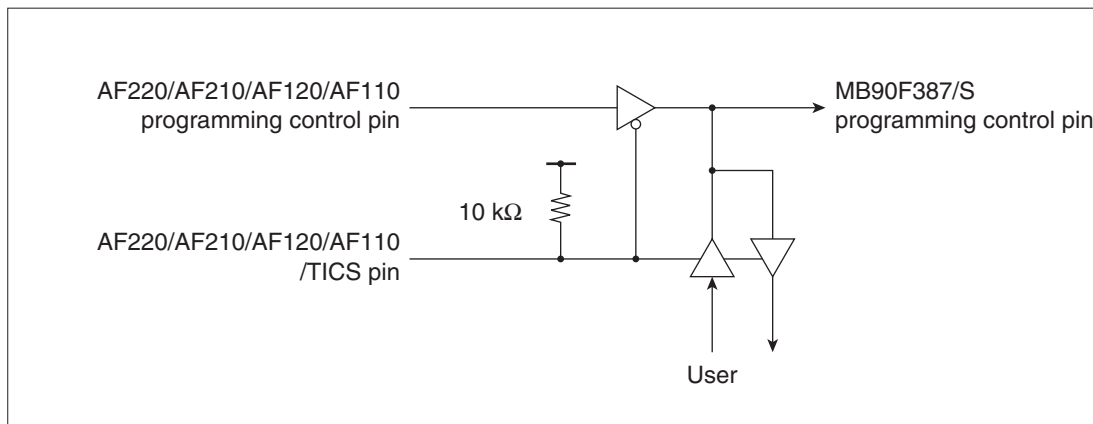 AF220/AF210/AF120/AF110
programming control pin
MB90F387/S
programming control pin
10 kΩ
AF220/AF210/AF120/AF110
/TICS pin
User